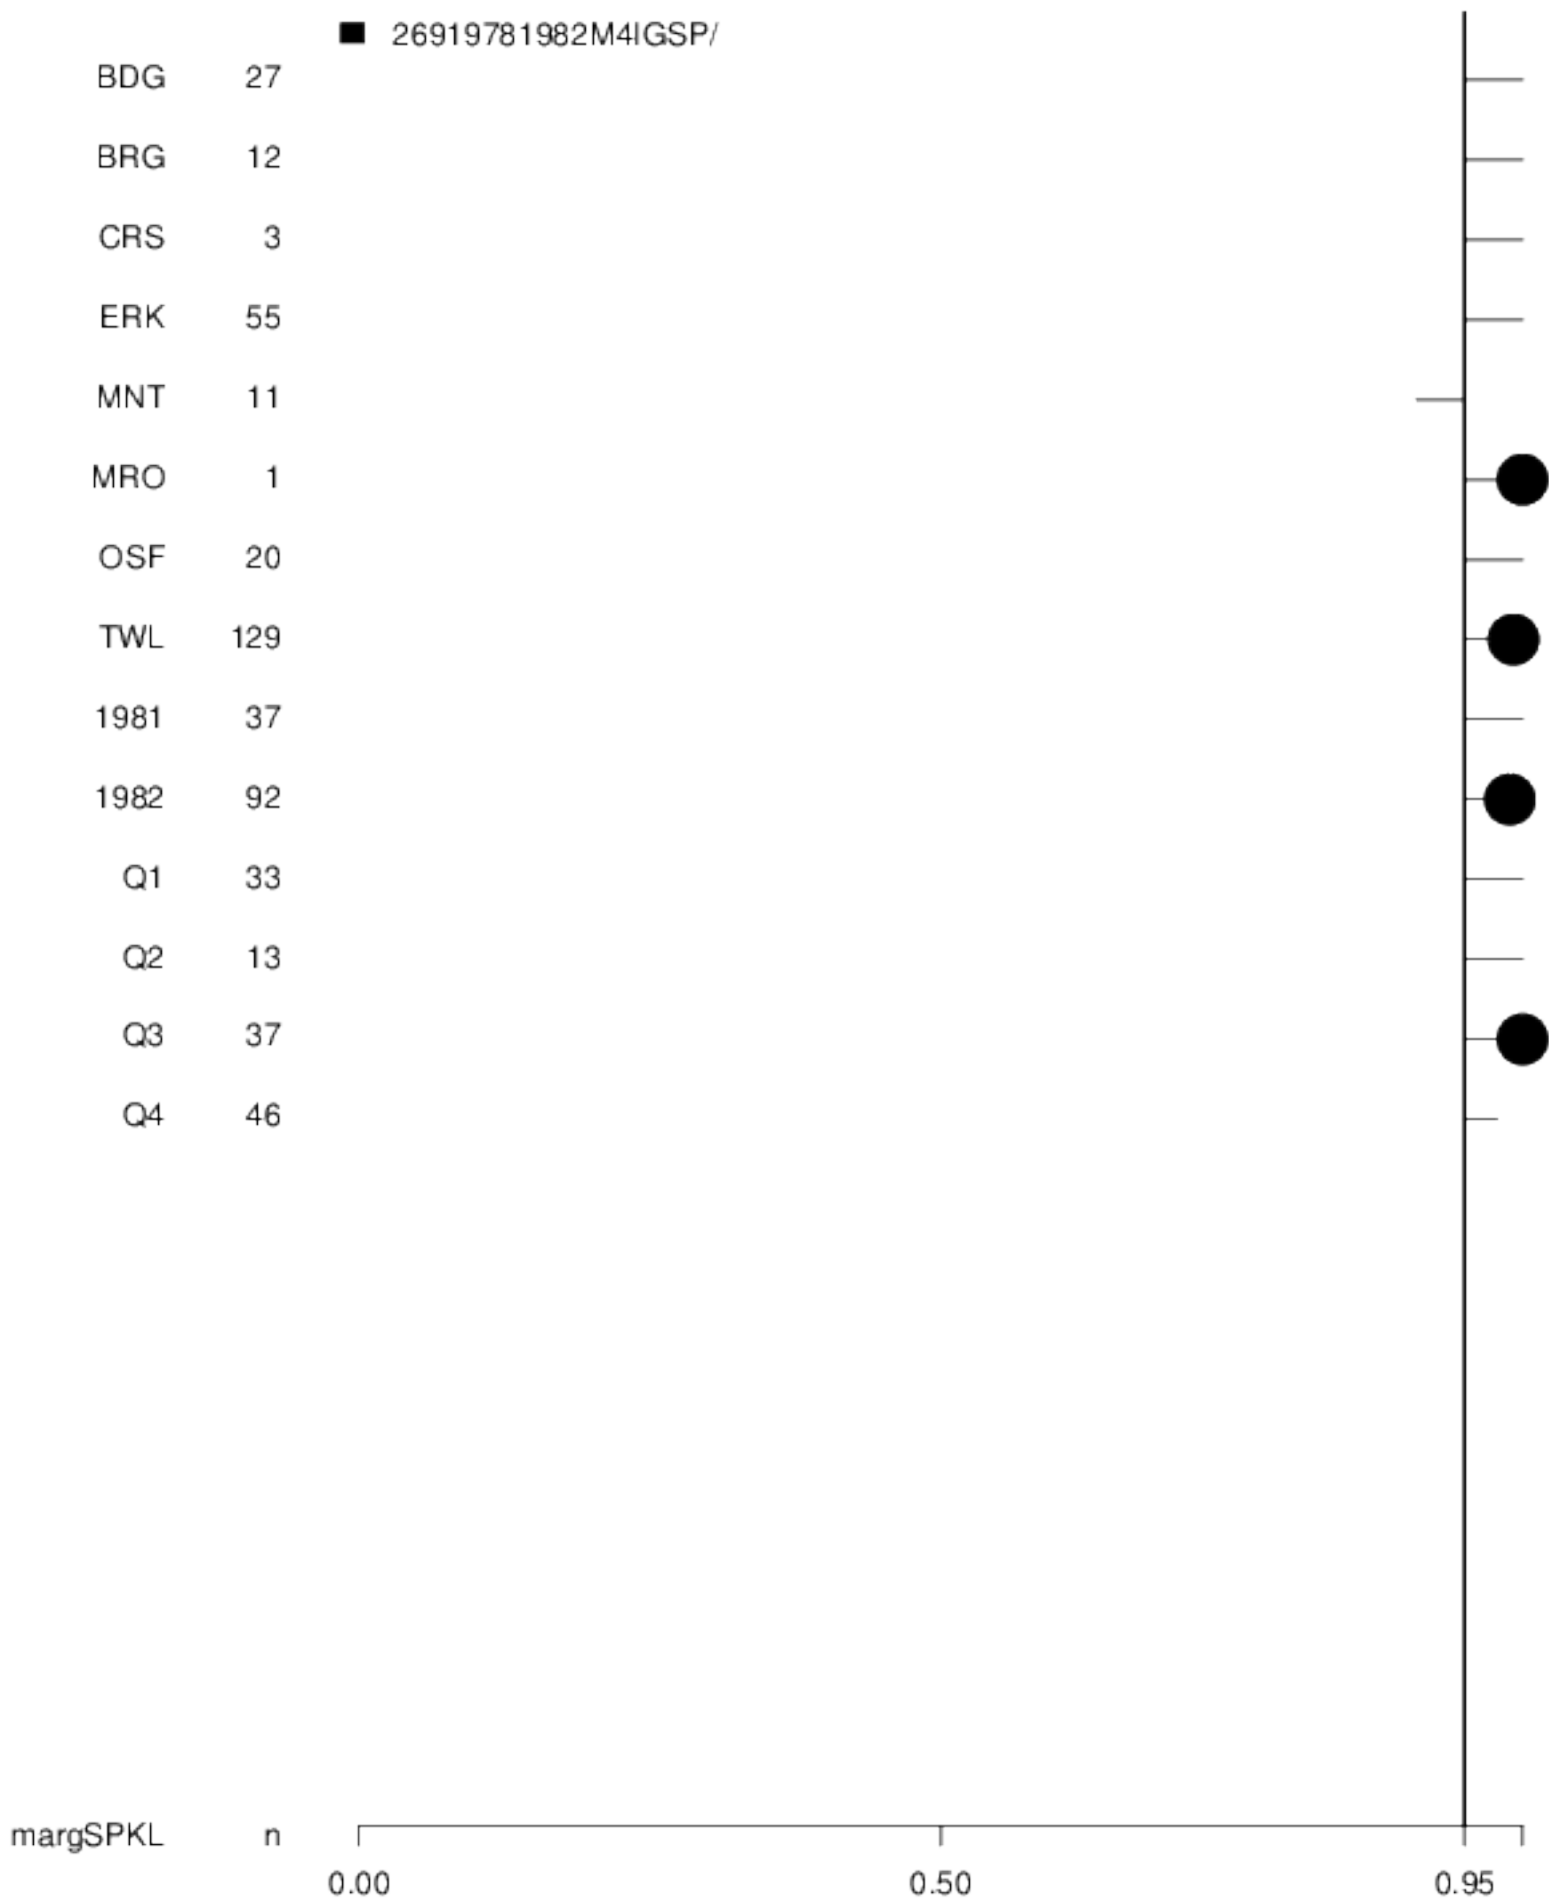 26919781982M4IGSP/
BDG 27
BRG 12
CRS 3
ERK 55
MNT 11
MRO 1
OSF 20
TWL 129
1981 37
1982 92
Q1 33
Q2 13
Q3 37
Q4 46
margSPKL n
0.00 0.50 0.95